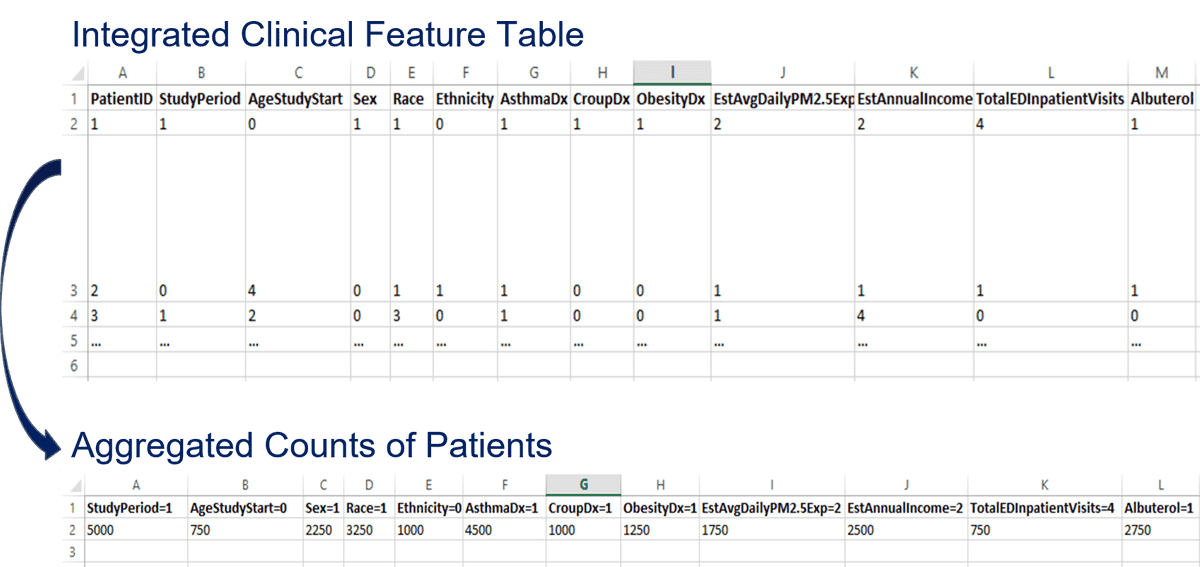 Integrated Clinical Feature Table
A B C D E F G H I J K L M
1 PatientID StudyPeriod AgeStudyStart Sex Race Ethnicity AsthmaDx CroupDx ObesityDx EstAvgDailyPM2.5Exp EstAnnualIncome TotalEDInpatientVisits Albuterol
2 1 1 0 1 1 0 1 1 1 2 2 4 1
3 2 0 4 0 1 1 1 0 0 1 1 1 1
4 3 1 2 0 3 0 1 0 0 1 4 0 0
5 ... ... ... ... ... ... ... ... ... ... ... ... ...
6
Aggregated Counts of Patients
A B C D E F G H I J K L
1 StudyPeriod=1 AgeStudyStart=0 Sex=1 Race=1 Ethnicity=0 AsthmaDx=1 CroupDx=1 ObesityDx=1 EstAvgDailyPM2.5Exp=2 EstAnnualIncome=2 TotalEDInpatientVisits=4 Albuterol=1
2 5000 750 2250 3250 1000 4500 1000 1250 1750 2500 750 2750
3